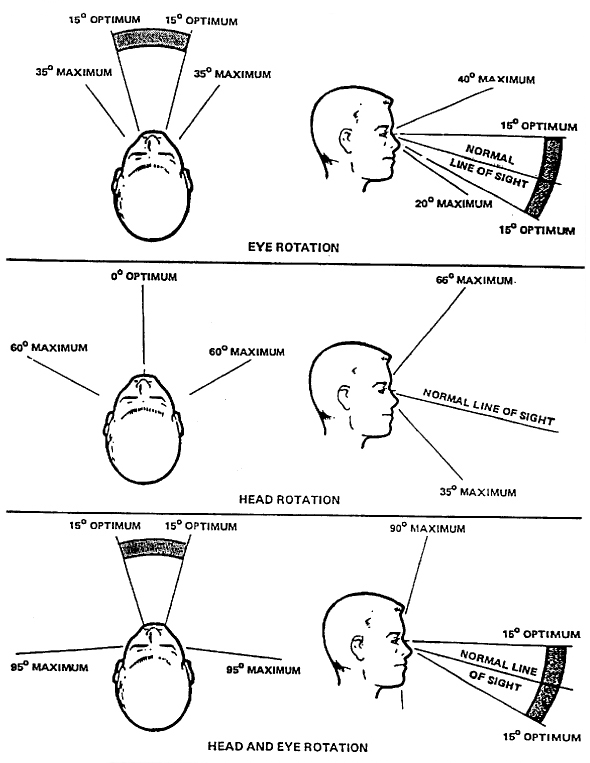 15° OPTIMUM 15° OPTIMUM
35° MAXIMUM 35° MAXIMUM
40° MAXIMUM
15° OPTIMUM
NORMAL
LINE OF SIGHT
20° MAXIMUM
15° OPTIMUM
EYE ROTATION
0° OPTIMUM
60° MAXIMUM 60° MAXIMUM
65° MAXIMUM
NORMAL LINE OF SIGHT
35° MAXIMUM
HEAD ROTATION
15° OPTIMUM 15° OPTIMUM
95° MAXIMUM 95° MAXIMUM
90° MAXIMUM
15° OPTIMUM
NORMAL LINE
OF SIGHT
15° OPTIMUM
HEAD AND EYE ROTATION